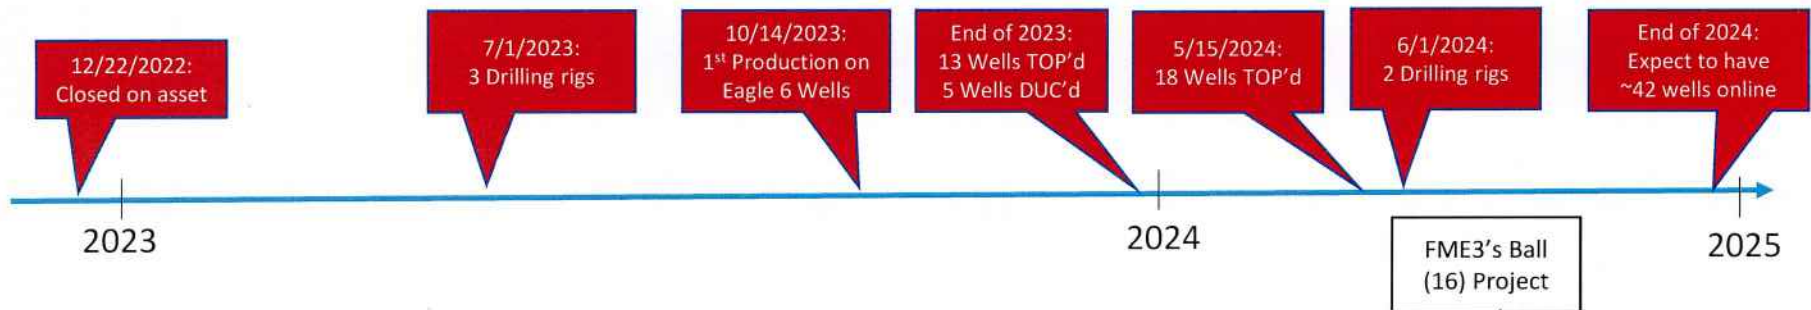 12/22/2022:
Closed on asset
7/1/2023:
3 Drilling rigs
10/14/2023:
1st Production on
Eagle 6 Wells
End of 2023:
13 Wells TOP'd
5 Wells DUC'd
5/15/2024:
18 Wells TOP'd
6/1/2024:
2 Drilling rigs
End of 2024:
Expect to have
~42 wells online
2023
2024
2025
FME3's Ball
(16) Project